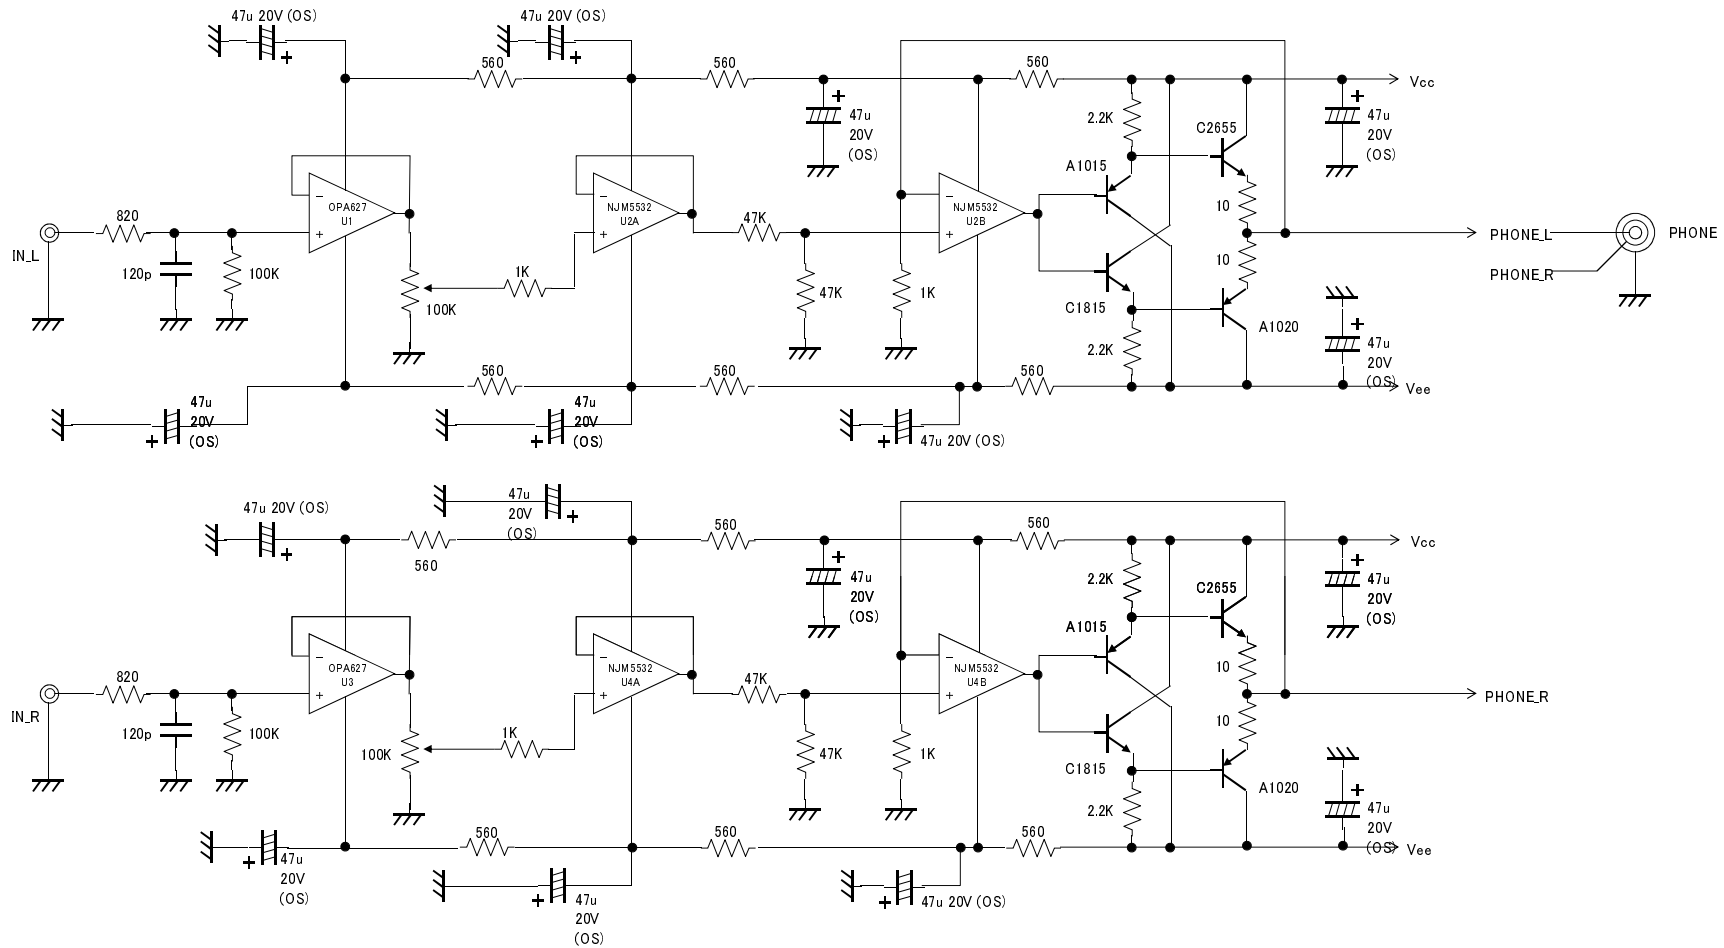 47u 20V (OS)
47u 20V (OS)
560
560
560
Vcc
47u
20V
(OS)
2.2K
C2655
47u
20V
(OS)
A1015
OPA627
U1
NJM5532
U2A
NJM5532
U2B
10
820
47K
IN_L
PHONE_L
PHONE
120p
100K
1K
10
PHONE_R
100K
47K
1K
C1815
A1020
2.2K
47u
20V
(OS)
560
560
560
Vee
47u
20V
(OS)
47u
20V
(OS)
47u 20V (OS)
47u 20V (OS)
47u
20V
(OS)
560
560
560
Vcc
47u
20V
(OS)
2.2K
C2655
47u
20V
(OS)
A1015
OPA627
U3
NJM5532
U4A
NJM5532
U4B
10
820
47K
PHONE_R
IN_R
120p
100K
1K
10
100K
47K
1K
C1815
A1020
2.2K
47u
20V
(OS)
560
560
560
Vee
47u
20V
(OS)
47u
20V
(OS)
47u 20V (OS)